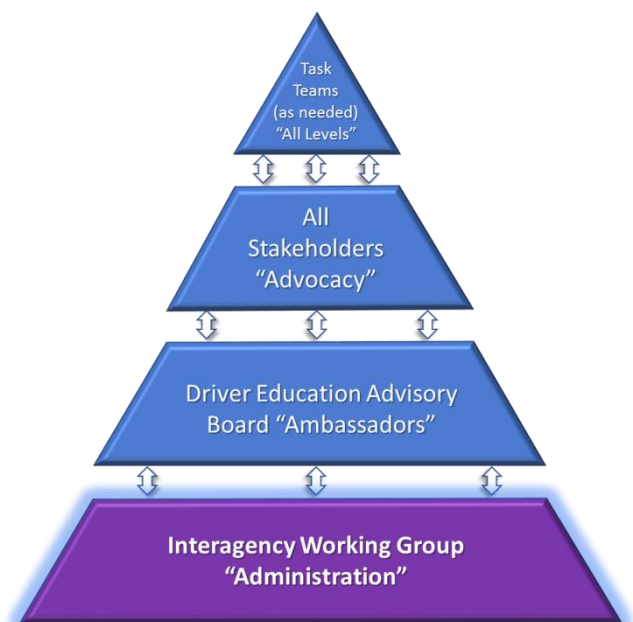 Task
Teams
(as needed)
“All Levels”
All
Stakeholders
“Advocacy”
Driver Education Advisory
Board “Ambassadors”
Interagency Working Group
“Administration”